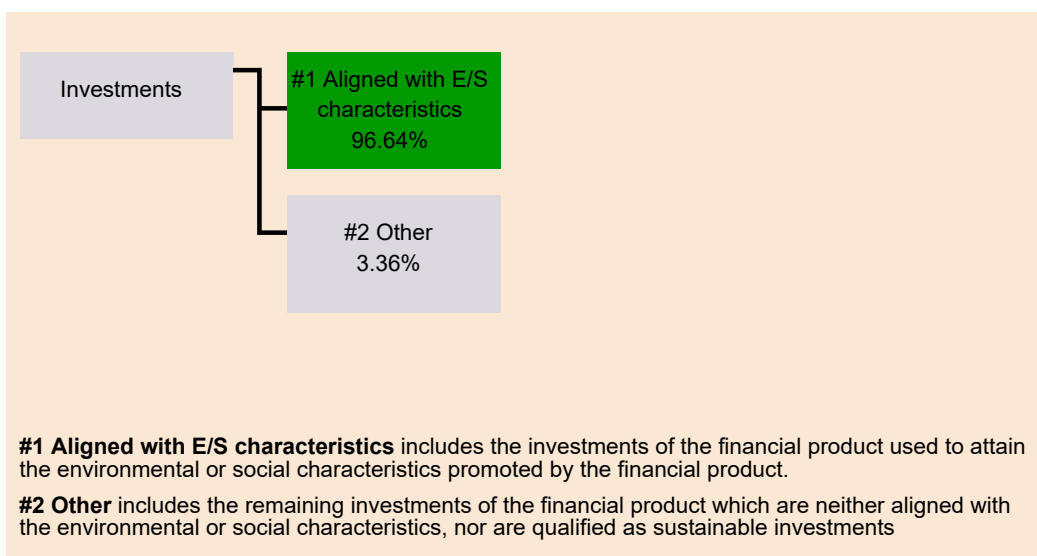 Investments
#1 Aligned with E/S
characteristics
96.64%
#2 Other
3.36%
#1 Aligned with E/S characteristics includes the investments of the financial product used to attain
the environmental or social characteristics promoted by the financial product.
#2 Other includes the remaining investments of the financial product which are neither aligned with
the environmental or social characteristics, nor are qualified as sustainable investments